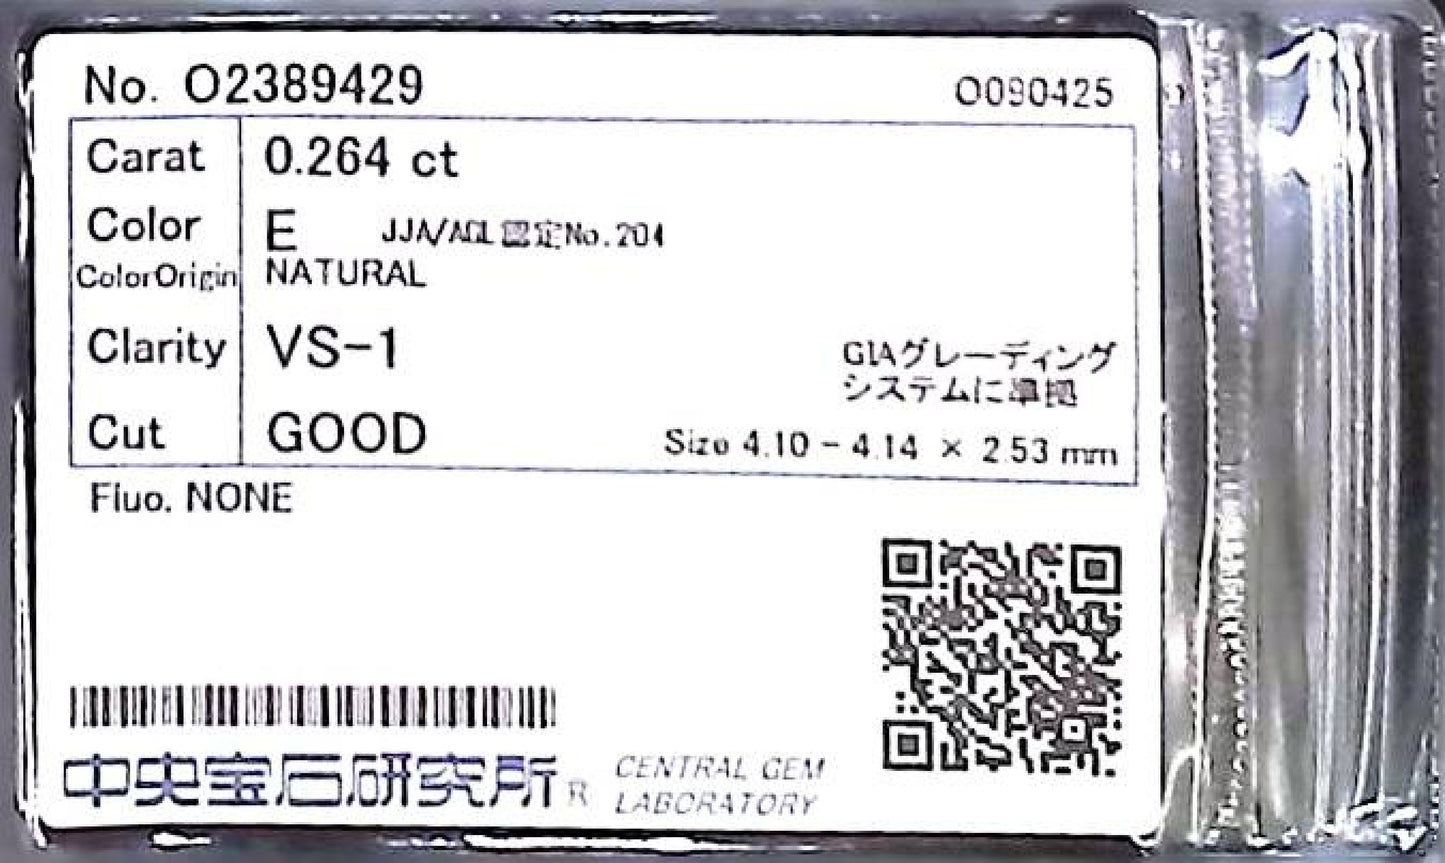 No. O2389429
O090425
Carat 0.264 ct
Color E JJA/AGL認定No.204
ColorOrigin NATURAL
Clarity VS-1
GIAグレーディング
システムに準拠
Cut GOOD
Size 4.10 - 4.14 × 2.53 mm
Fluo. NONE
中央宝石研究所® CENTRAL GEM
LABORATORY